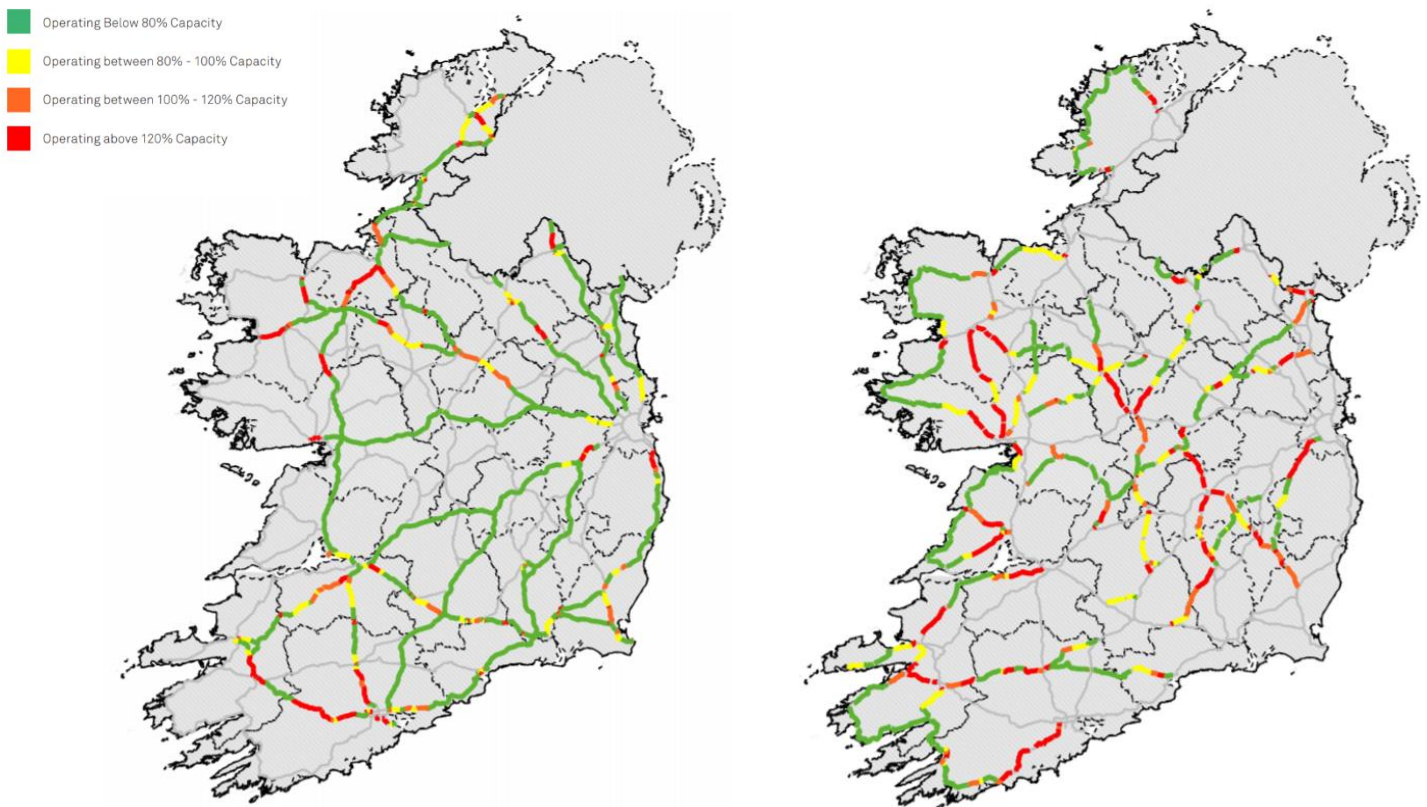 Operating Below 80% Capacity
Operating between 80% - 100% Capacity
Operating between 100% - 120% Capacity
Operating above 120% Capacity